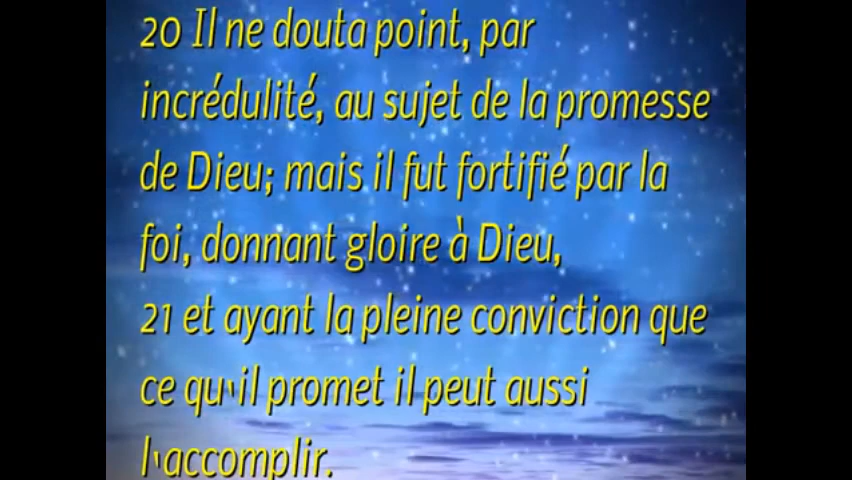 20 Il ne douta point, par
incrédulité, au sujet de la promesse
de Dieu; mais il fut fortifié par la
foi, donnant gloire à Dieu,
21 et ayant la pleine conviction que
ce qu'il promet il peut aussi
l'accomplir.